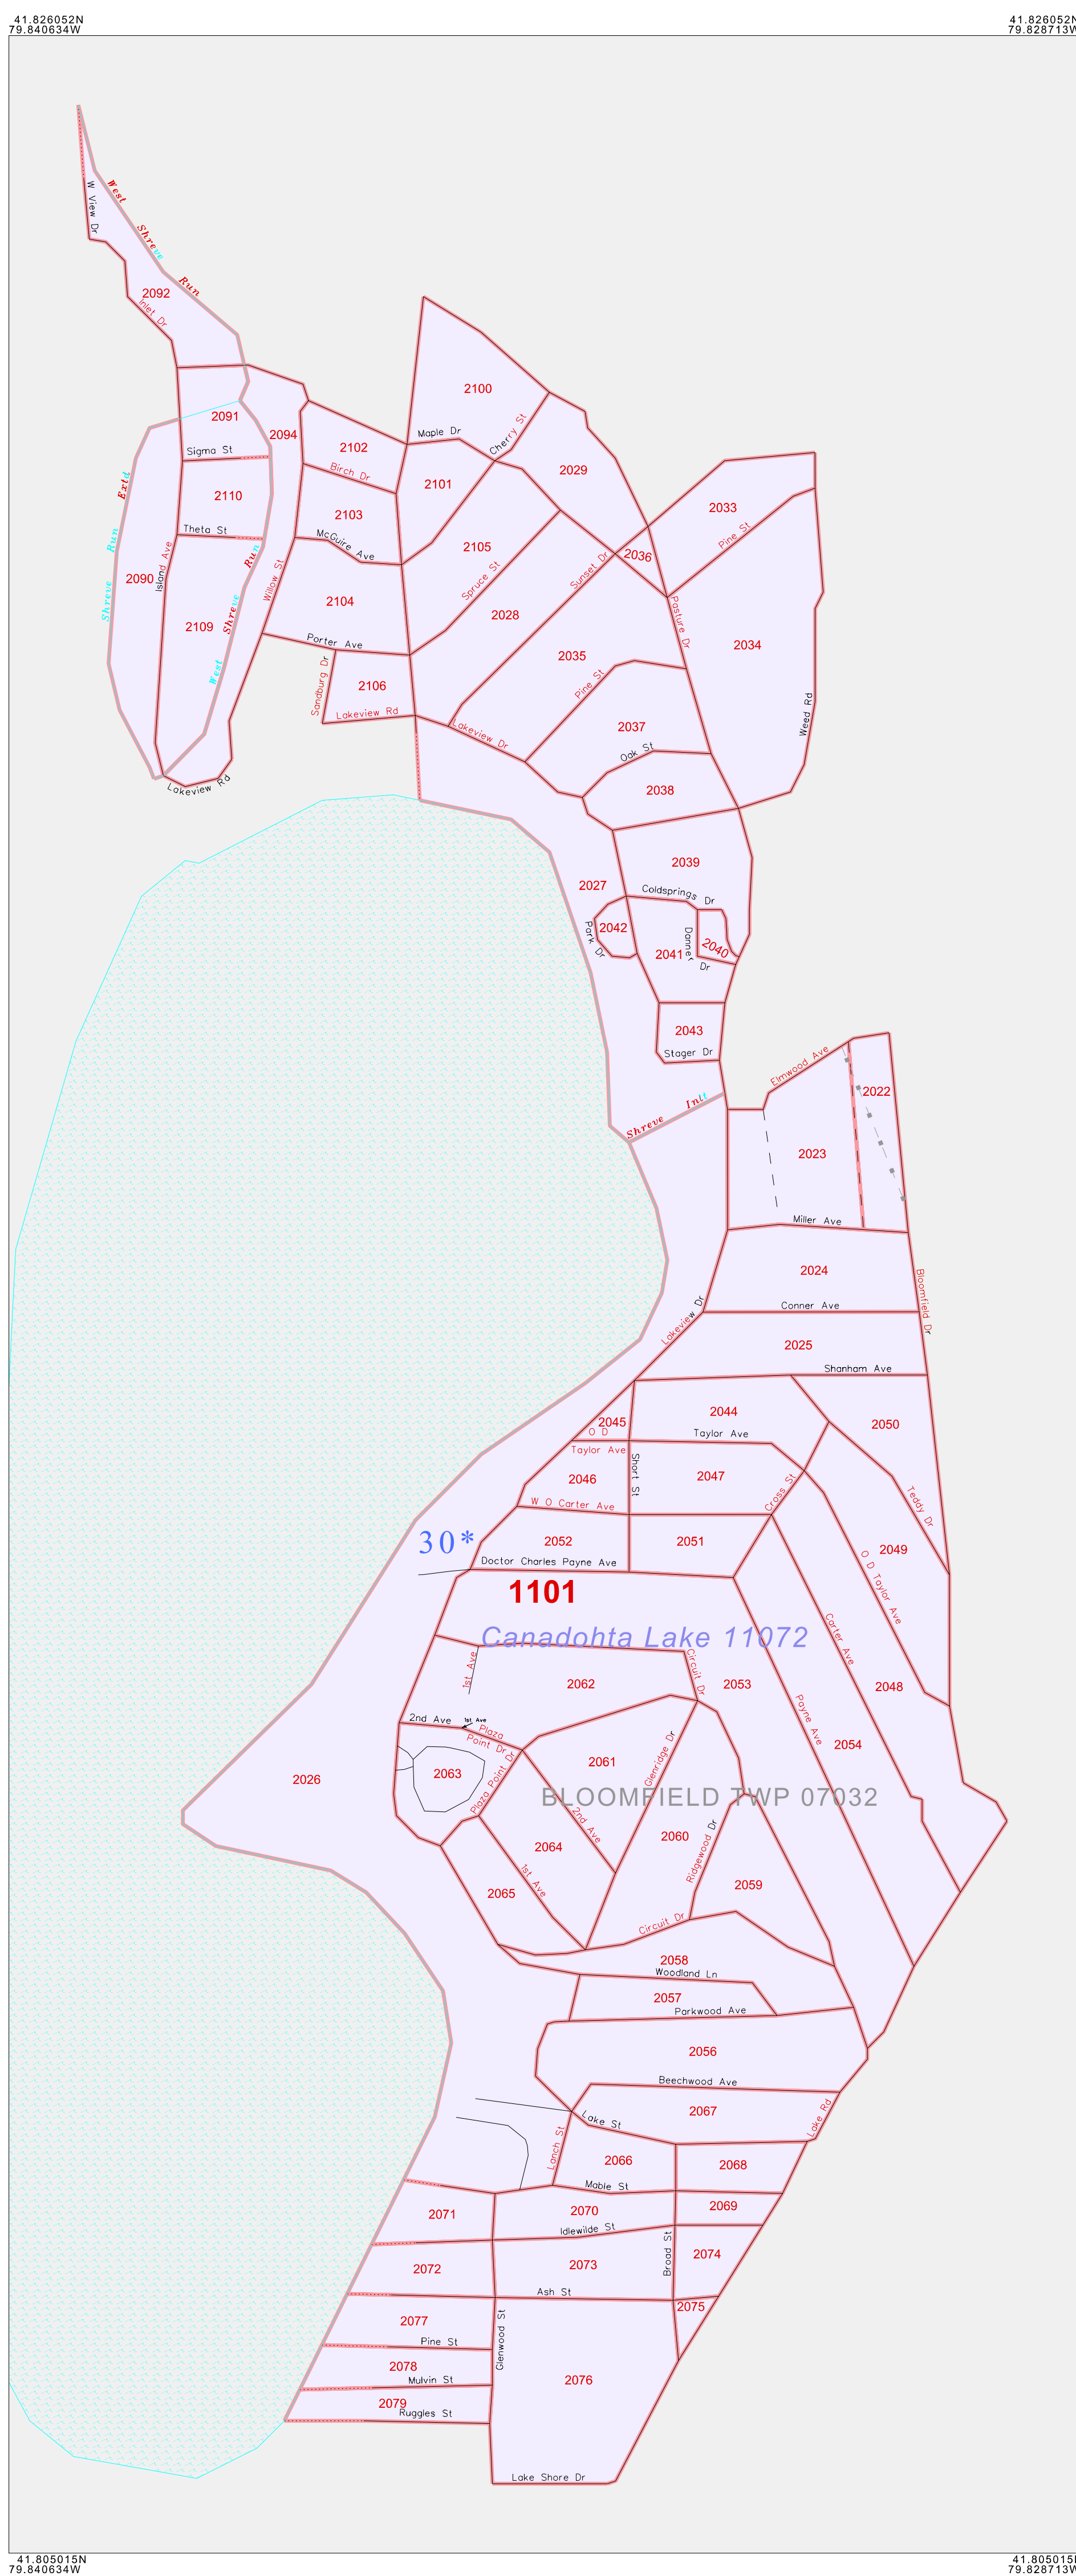 41.826052N
79.840634W
41.826052N
79.828713W
W View Dr
West Shreve Run
2092
Inlet Dr
2100
2091
Maple Dr
Cherry St
2094
2102
Sigma St
Birch Dr
2101
2029
Shreve Run Extd
2110
2033
2103
Theta St
McGuire Ave
2105
Pine St
2036
Sunset Dr
Island Ave
2090
West Shreve Run
Willow St
Spruce St
2104
2028
Pasture Dr
2109
Porter Ave
2035
2034
Sandburg Dr
2106
Pine St
Lakeview Rd
Lakeview Dr
2037
Weed Rd
Oak St
Lakeview Rd
2038
2039
2027
Coldsprings Dr
2042
Park Dr
2041
Danner Dr
2040
2043
Stager Dr
Elmwood Ave
2022
Shreve Inlt
2023
Miller Ave
2024
Bloomfield Dr
Lakeview Dr
Conner Ave
2025
Shanham Ave
2044
2045
2050
O D
Taylor Ave
Taylor Ave
Short St
2046
2047
Cross St
Teddy Dr
W O Carter Ave
30*
2052
2051
2049
O D Taylor Ave
Doctor Charles Payne Ave
1101
Canadohta Lake 11072
Carter Ave
1st Ave
2062
Circuit Dr
2053
2048
Payne Ave
2nd Ave
1st Ave
Plaza
Point Dr
2054
2061
Glenridge Dr
2026
2063
Plaza Point Dr
BLOOMFIELD TWP 07032
2nd Ave
2060
2064
Ridgewood Dr
2065
1st Ave
2059
Circuit Dr
2058
Woodland Ln
2057
Parkwood Ave
2056
Beechwood Ave
2067
Lake St
Lake Rd
Lanch St
2066
2068
Mable St
2071
2070
2069
Idlewilde St
Broad St
2072
2073
2074
Ash St
2075
2077
Glenwood St
Pine St
2078
2076
Mulvin St
2079
Ruggles St
Lake Shore Dr
41.805015N
79.840634W
41.805015N
79.828713W